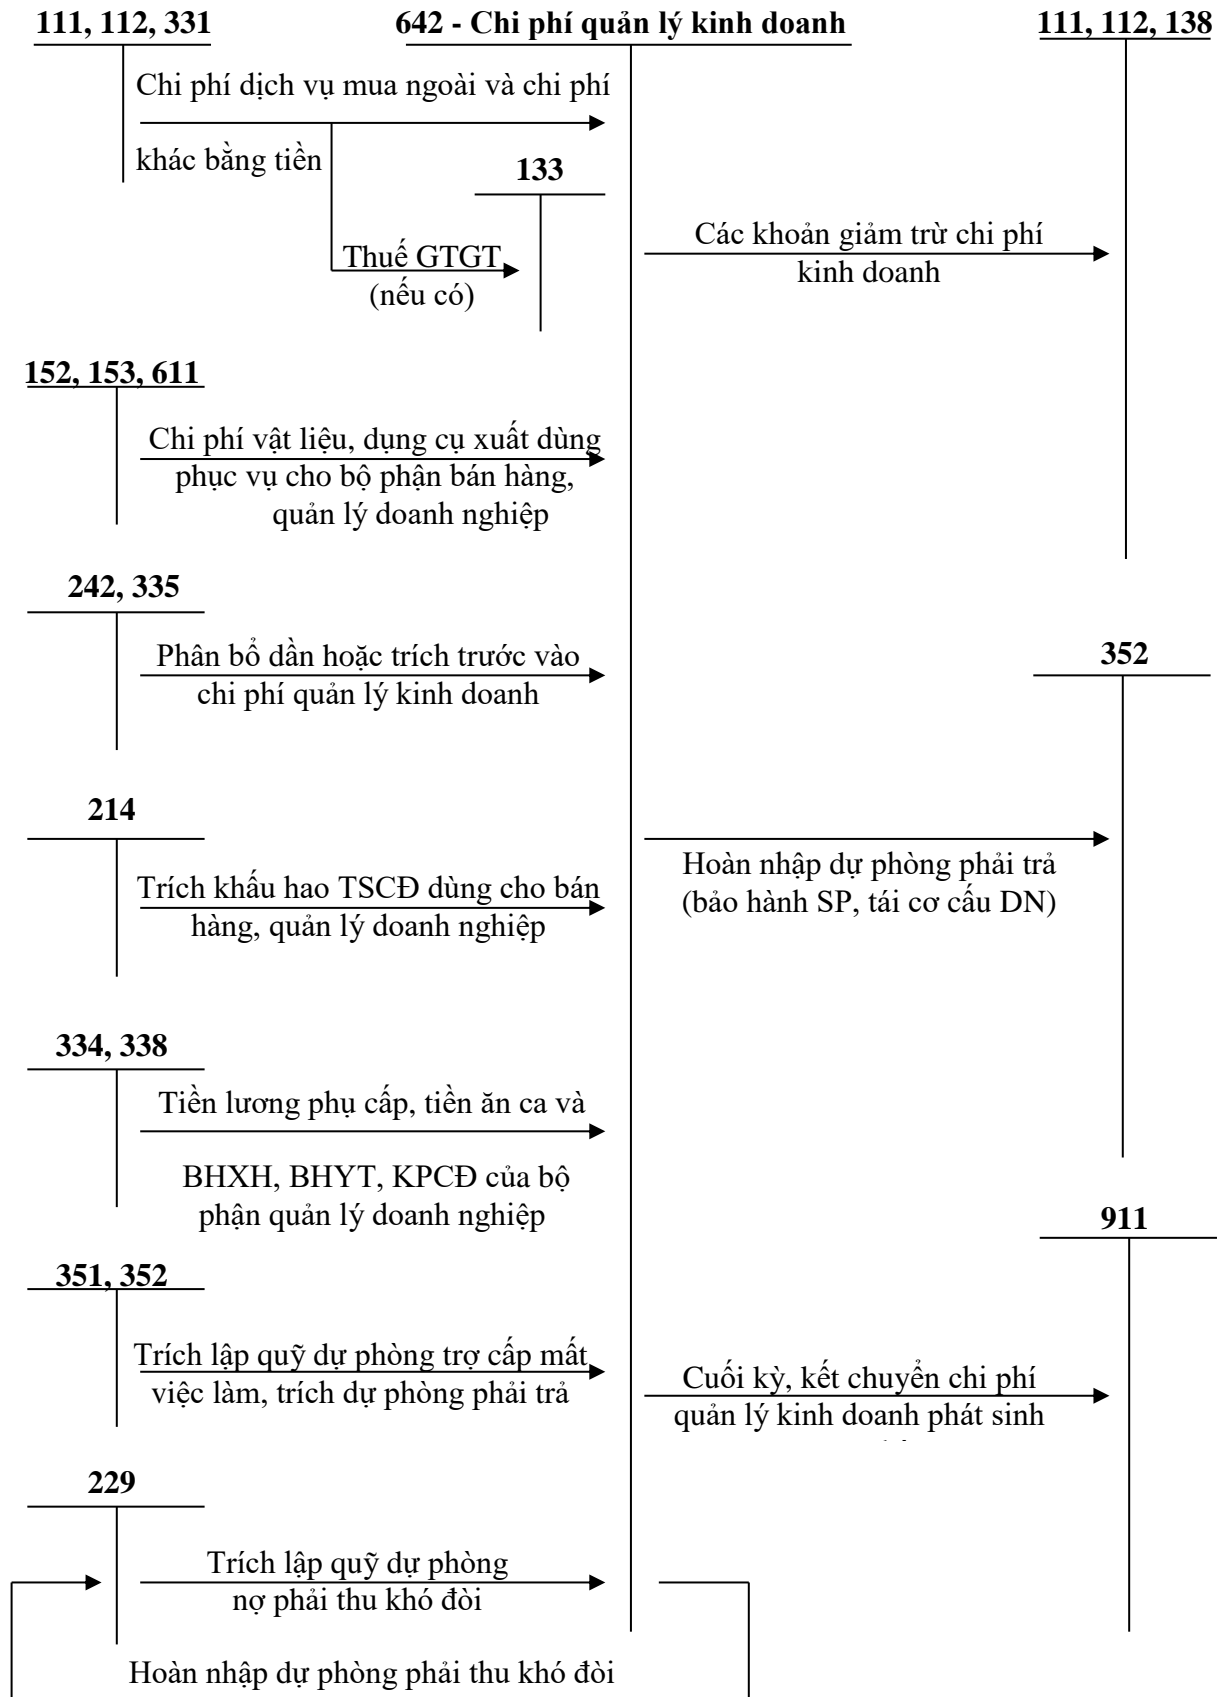 111, 112, 331
642 - Chi phí quản lý kinh doanh
111, 112, 138
Chi phí dịch vụ mua ngoài và chi phí
khác bằng tiền
133
Thuế GTGT
(nếu có)
Các khoản giảm trừ chi phí
kinh doanh
152, 153, 611
Chi phí vật liệu, dụng cụ xuất dùng
phục vụ cho bộ phận bán hàng,
quản lý doanh nghiệp
242, 335
Phân bổ dần hoặc trích trước vào
chi phí quản lý kinh doanh
352
214
Trích khấu hao TSCĐ dùng cho bán
hàng, quản lý doanh nghiệp
Hoàn nhập dự phòng phải trả
(bảo hành SP, tái cơ cấu DN)
334, 338
Tiền lương phụ cấp, tiền ăn ca và
BHXH, BHYT, KPCĐ của bộ
phận quản lý doanh nghiệp
911
351, 352
Trích lập quỹ dự phòng trợ cấp mất
việc làm, trích dự phòng phải trả
Cuối kỳ, kết chuyển chi phí
quản lý kinh doanh phát sinh
229
Trích lập quỹ dự phòng
nợ phải thu khó đòi
Hoàn nhập dự phòng phải thu khó đòi